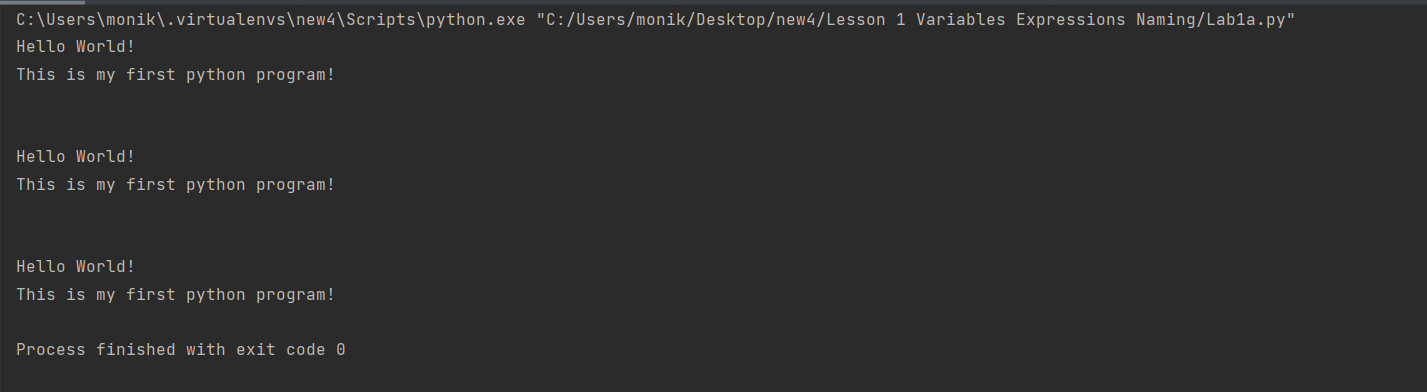 C:\Users\monik\.virtualenvs\new4\Scripts\python.exe "C:/Users/monik/Desktop/new4/Lesson 1 Variables Expressions Naming/Lab1a.py"
Hello World!
This is my first python program!
Hello World!
This is my first python program!
Hello World!
This is my first python program!
Process finished with exit code 0